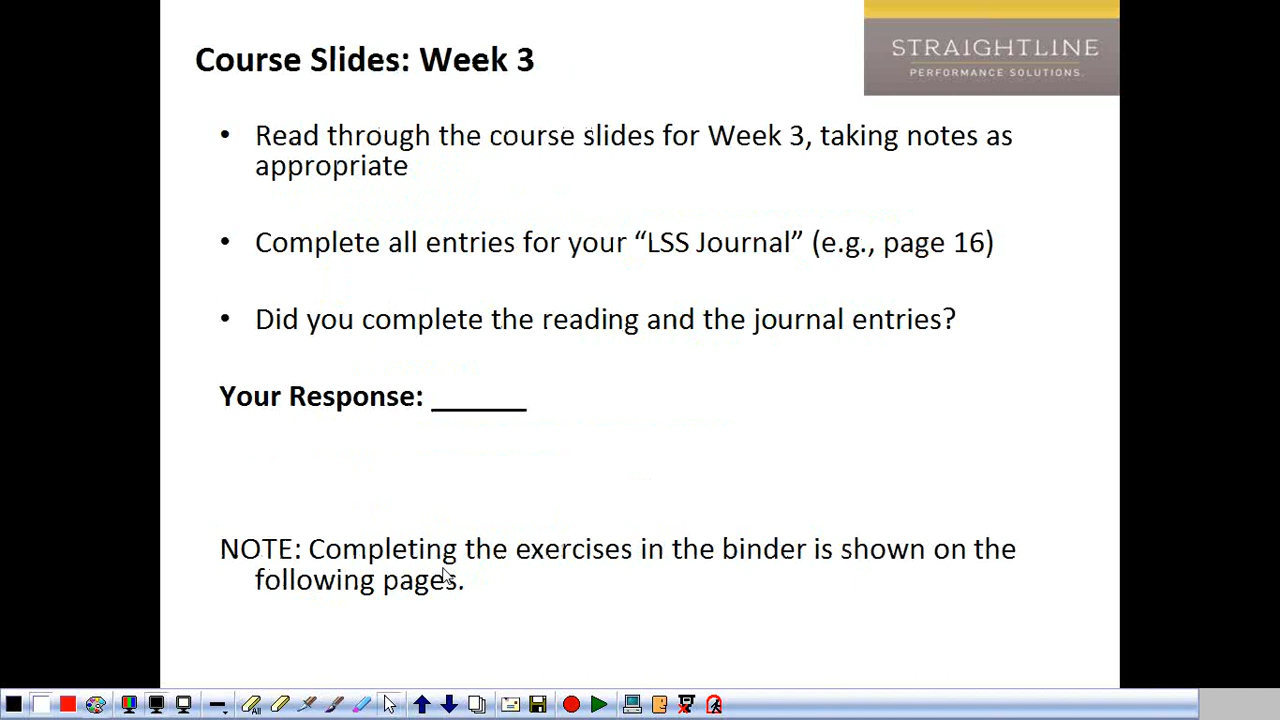 Course Slides: Week 3
STRAIGHTLINE
PERFORMANCE SOLUTIONS.
• Read through the course slides for Week 3, taking notes as
appropriate
• Complete all entries for your “LSS Journal” (e.g., page 16)
• Did you complete the reading and the journal entries?
Your Response: ______
NOTE: Completing the exercises in the binder is shown on the
following pages.
All